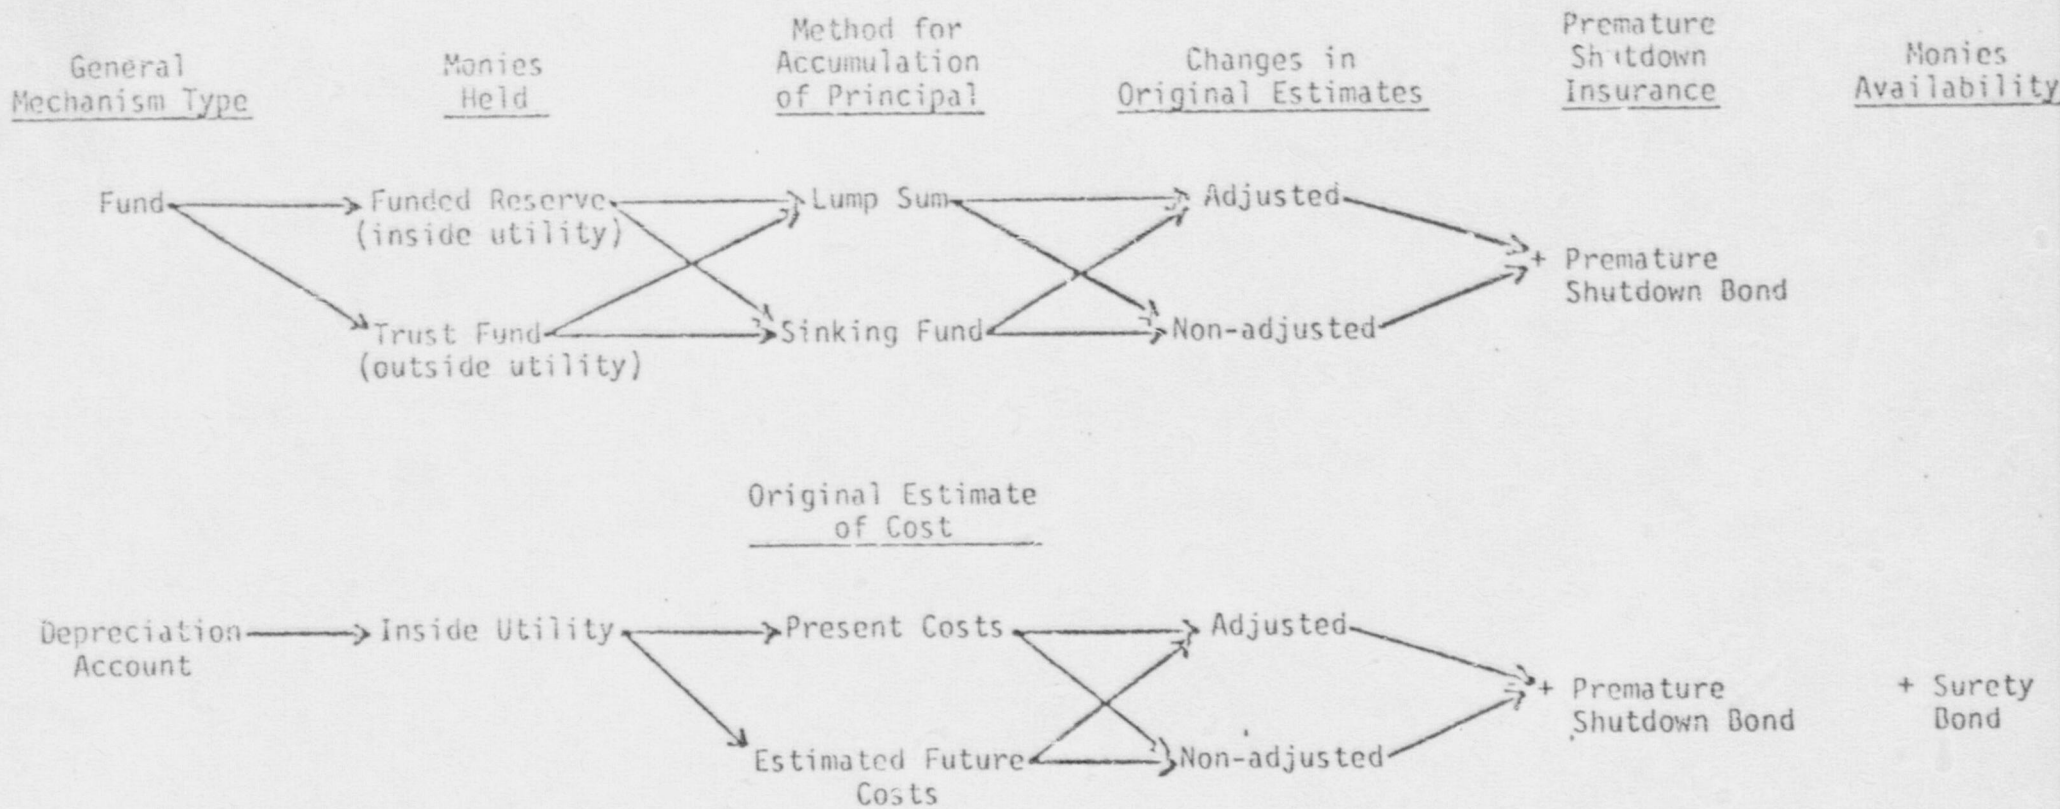 General
Mechanism Type
Monies
Held
Method for
Accumulation
of Principal
Changes in
Original Estimates
Premature
Shutdown
Insurance
Monies
Availability
Fund
Funded Reserve
(inside utility)
Trust Fund
(outside utility)
Lump Sum
Sinking Fund
Adjusted
Non-adjusted
+ Premature
Shutdown Bond
Original Estimate
of Cost
Depreciation
Account
Inside Utility
Present Costs
Estimated Future
Costs
Adjusted
Non-adjusted
+ Premature
Shutdown Bond
+ Surety
Bond